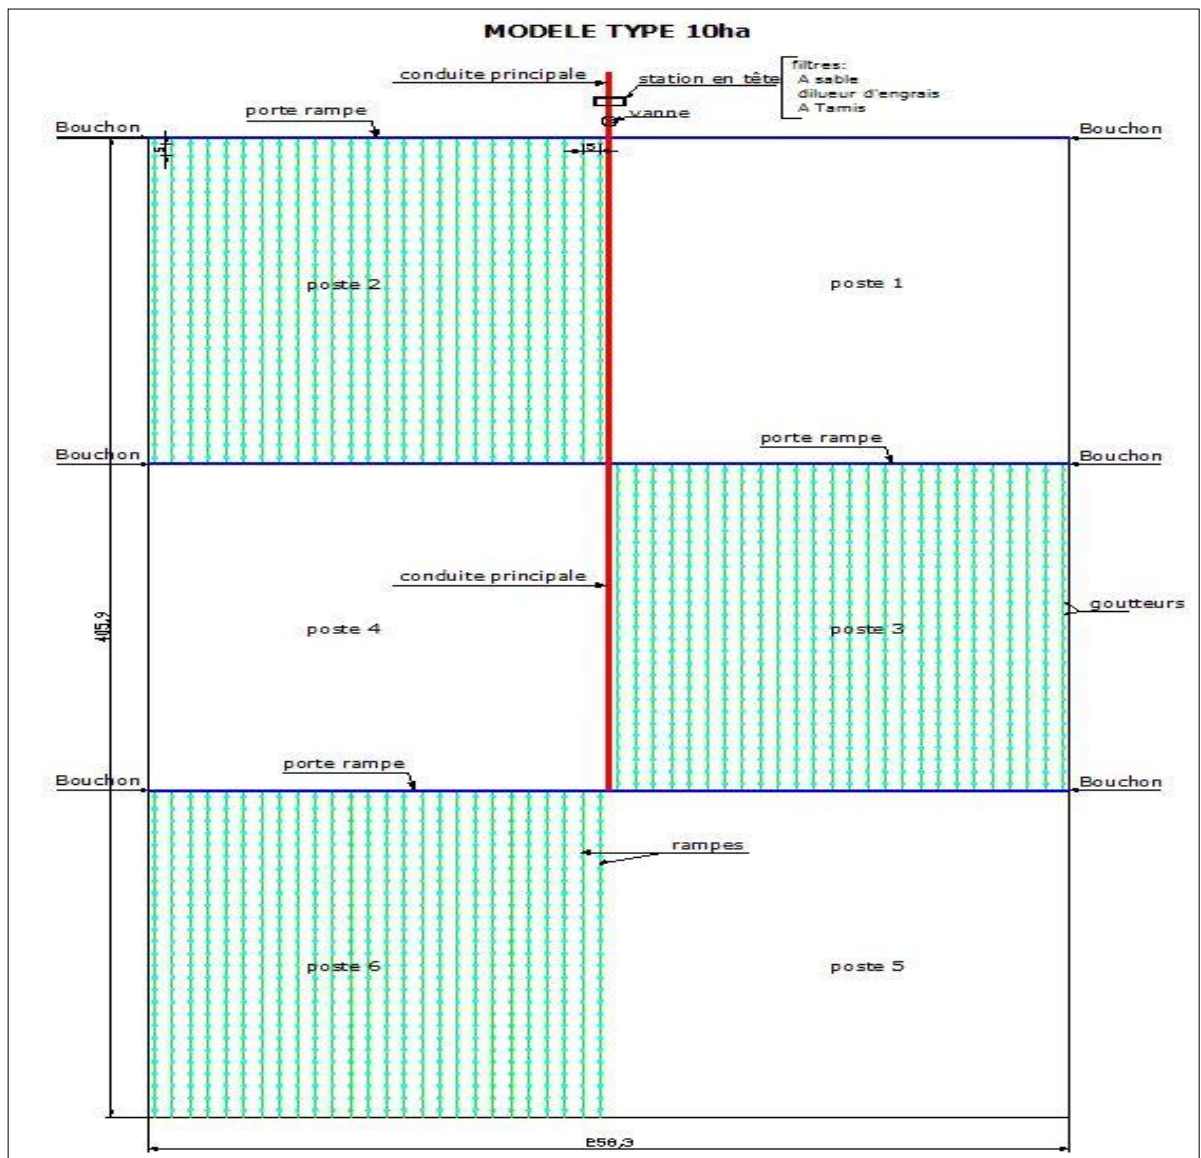 MODELE TYPE 10ha
conduite principale
station en tête
filtres:
A sable
dilueur d'engrais
A Tamis
porte rampe
vanne
Bouchon
Bouchon
poste 2
poste 1
Bouchon
porte rampe
Bouchon
conduite principale
goutteurs
405,9
poste 4
poste 3
porte rampe
Bouchon
Bouchon
rampes
poste 6
poste 5